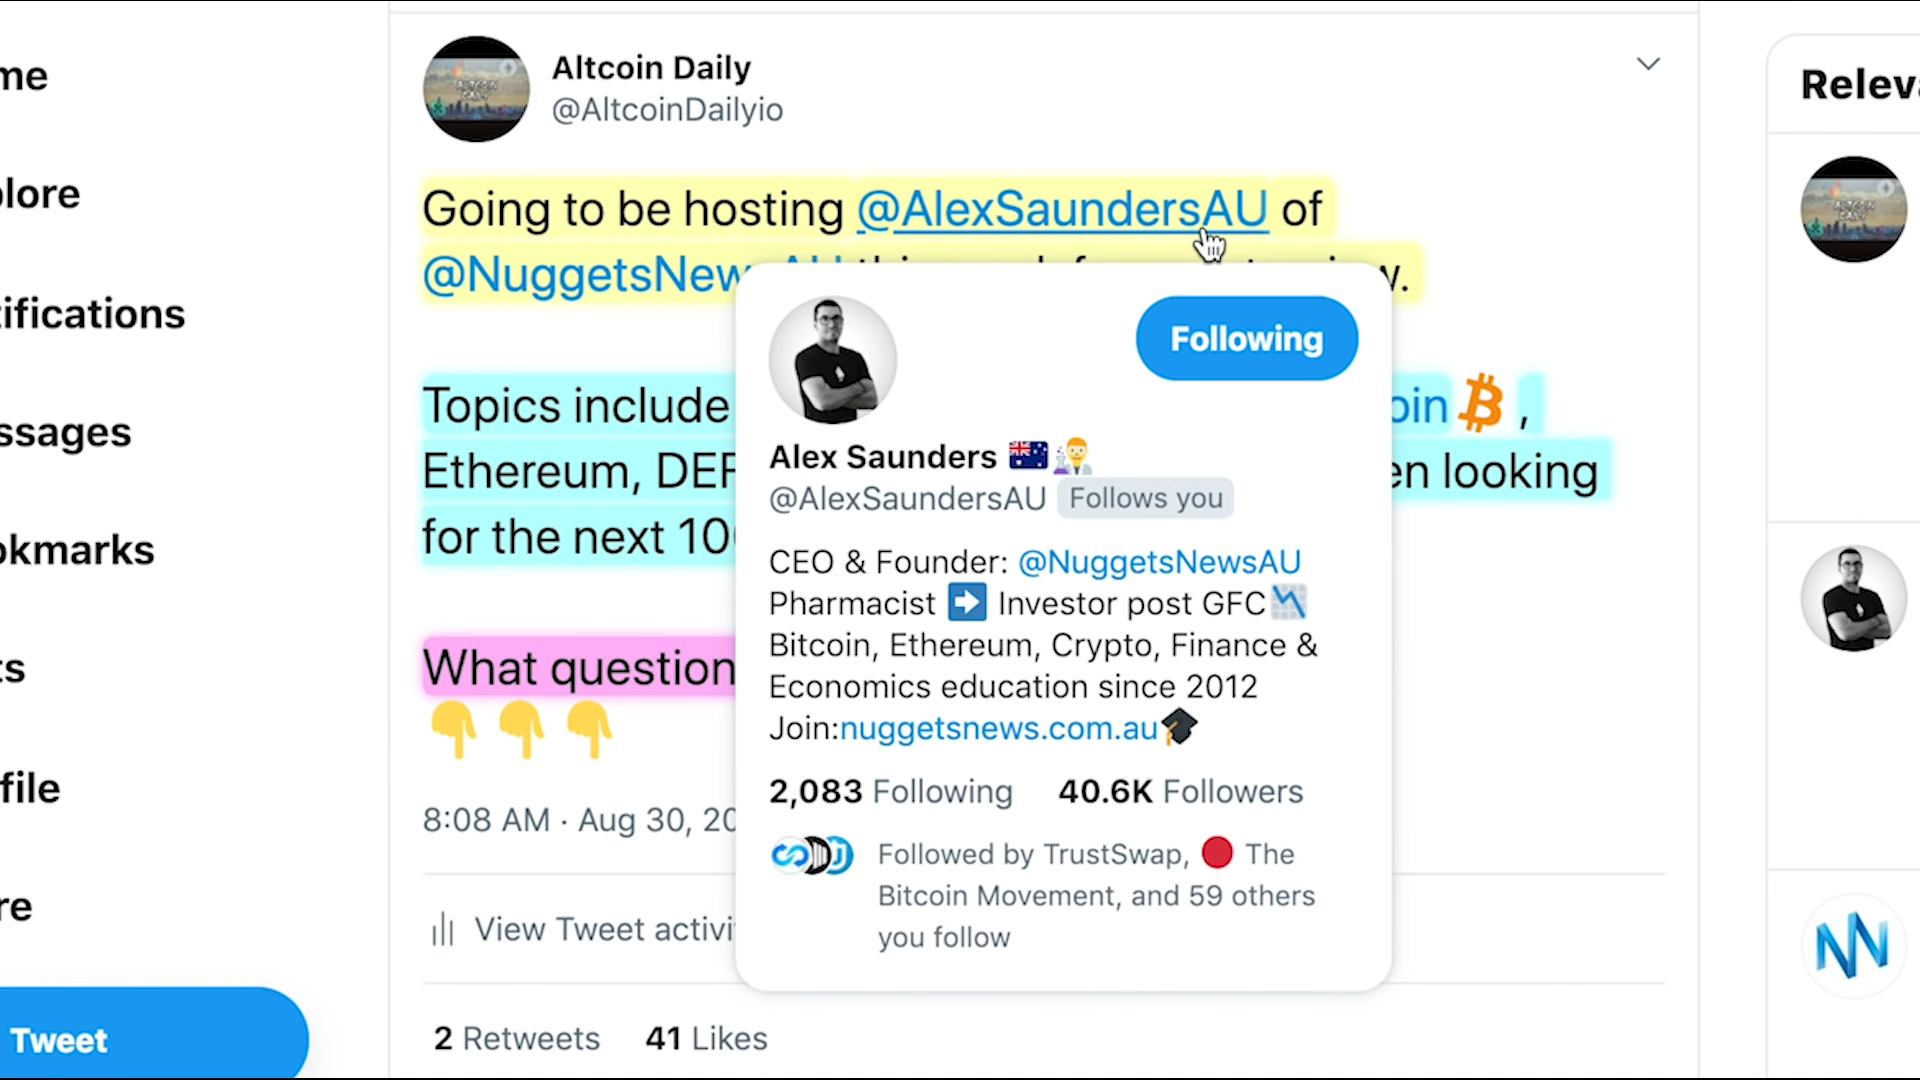 me
plore
tifications
ssages
okmarks
ts
file
re
Tweet
Altcoin Daily
@AltcoinDailyio
Going to be hosting @AlexSaundersAU of
@NuggetsNew
w.
Topics include
oin ,
Ethereum, DEF
en looking
for the next 10
What question
8:08 AM · Aug 30, 20
View Tweet activi
2 Retweets 41 Likes
Following
Alex Saunders
@AlexSaundersAU Follows you
CEO & Founder: @NuggetsNewsAU
Pharmacist ➡️ Investor post GFC📉
Bitcoin, Ethereum, Crypto, Finance &
Economics education since 2012
Join:nuggetsnews.com.au🎓
2,083 Following 40.6K Followers
Followed by TrustSwap, 🔴 The
Bitcoin Movement, and 59 others
you follow
Releva